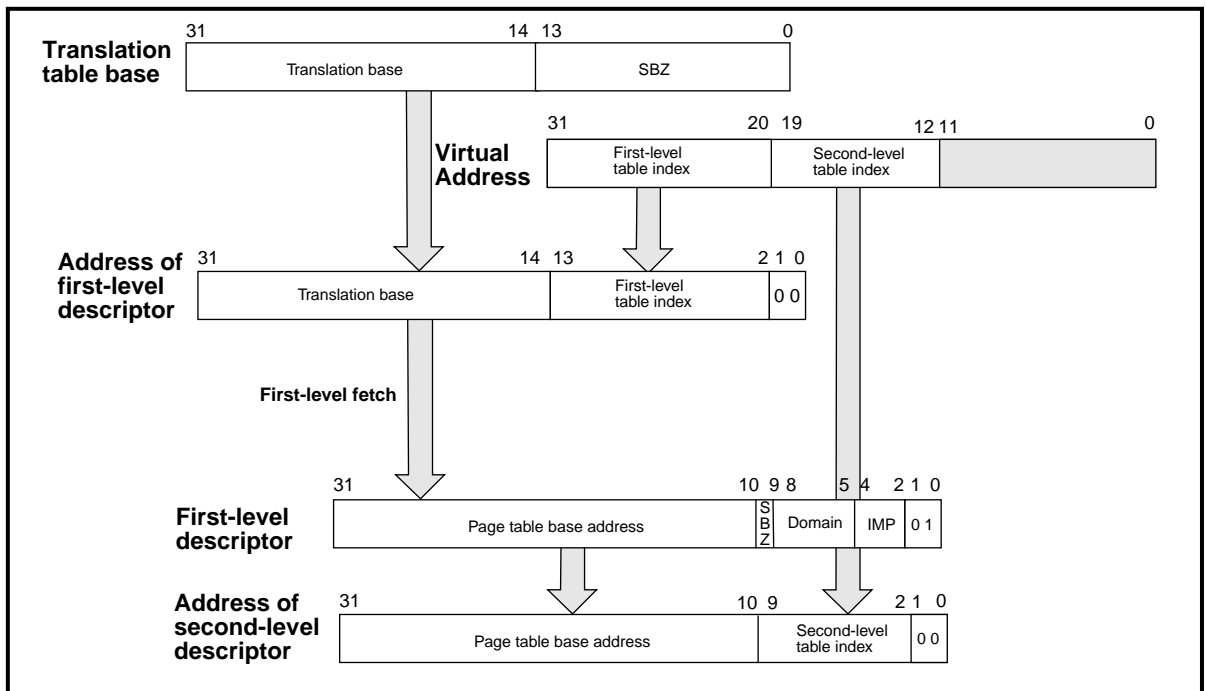 31 14 13 0
Translation
table base
Translation base SBZ
31 20 19 12 11 0
Virtual
Address
First-level
table index
Second-level
table index
Address of
first-level
descriptor
31 14 13 2 1 0
Translation base
First-level
table index
0 0
First-level fetch
31 10 9 8 5 4 2 1 0
First-level
descriptor
Page table base address
S
B
Z
Domain IMP 0 1
Address of
second-level
descriptor
31 10 9 2 1 0
Page table base address
Second-level
table index
0 0